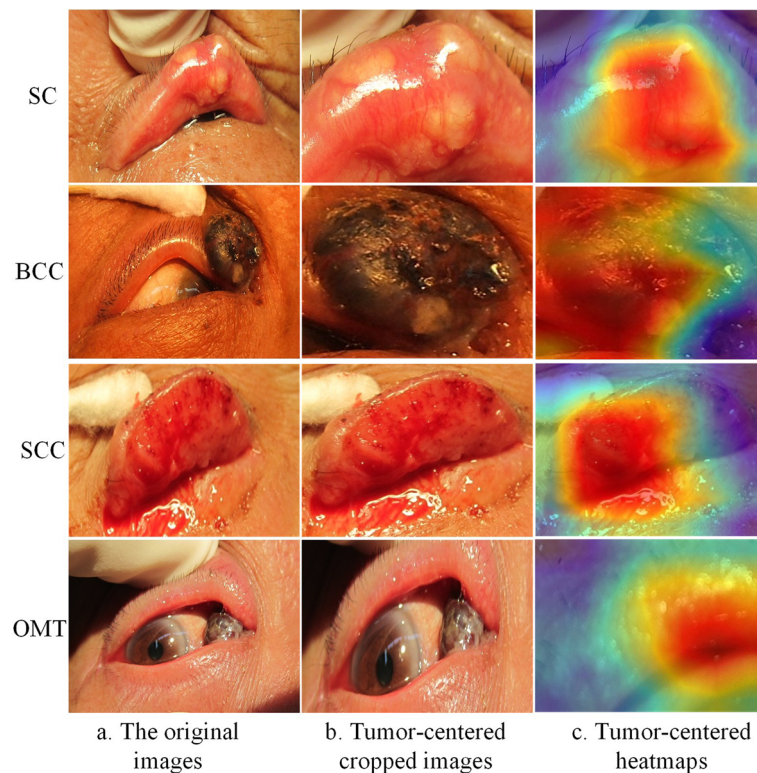 SC
BCC
SCC
OMT
a. The original
images
b. Tumor-centered
cropped images
c. Tumor-centered
heatmaps